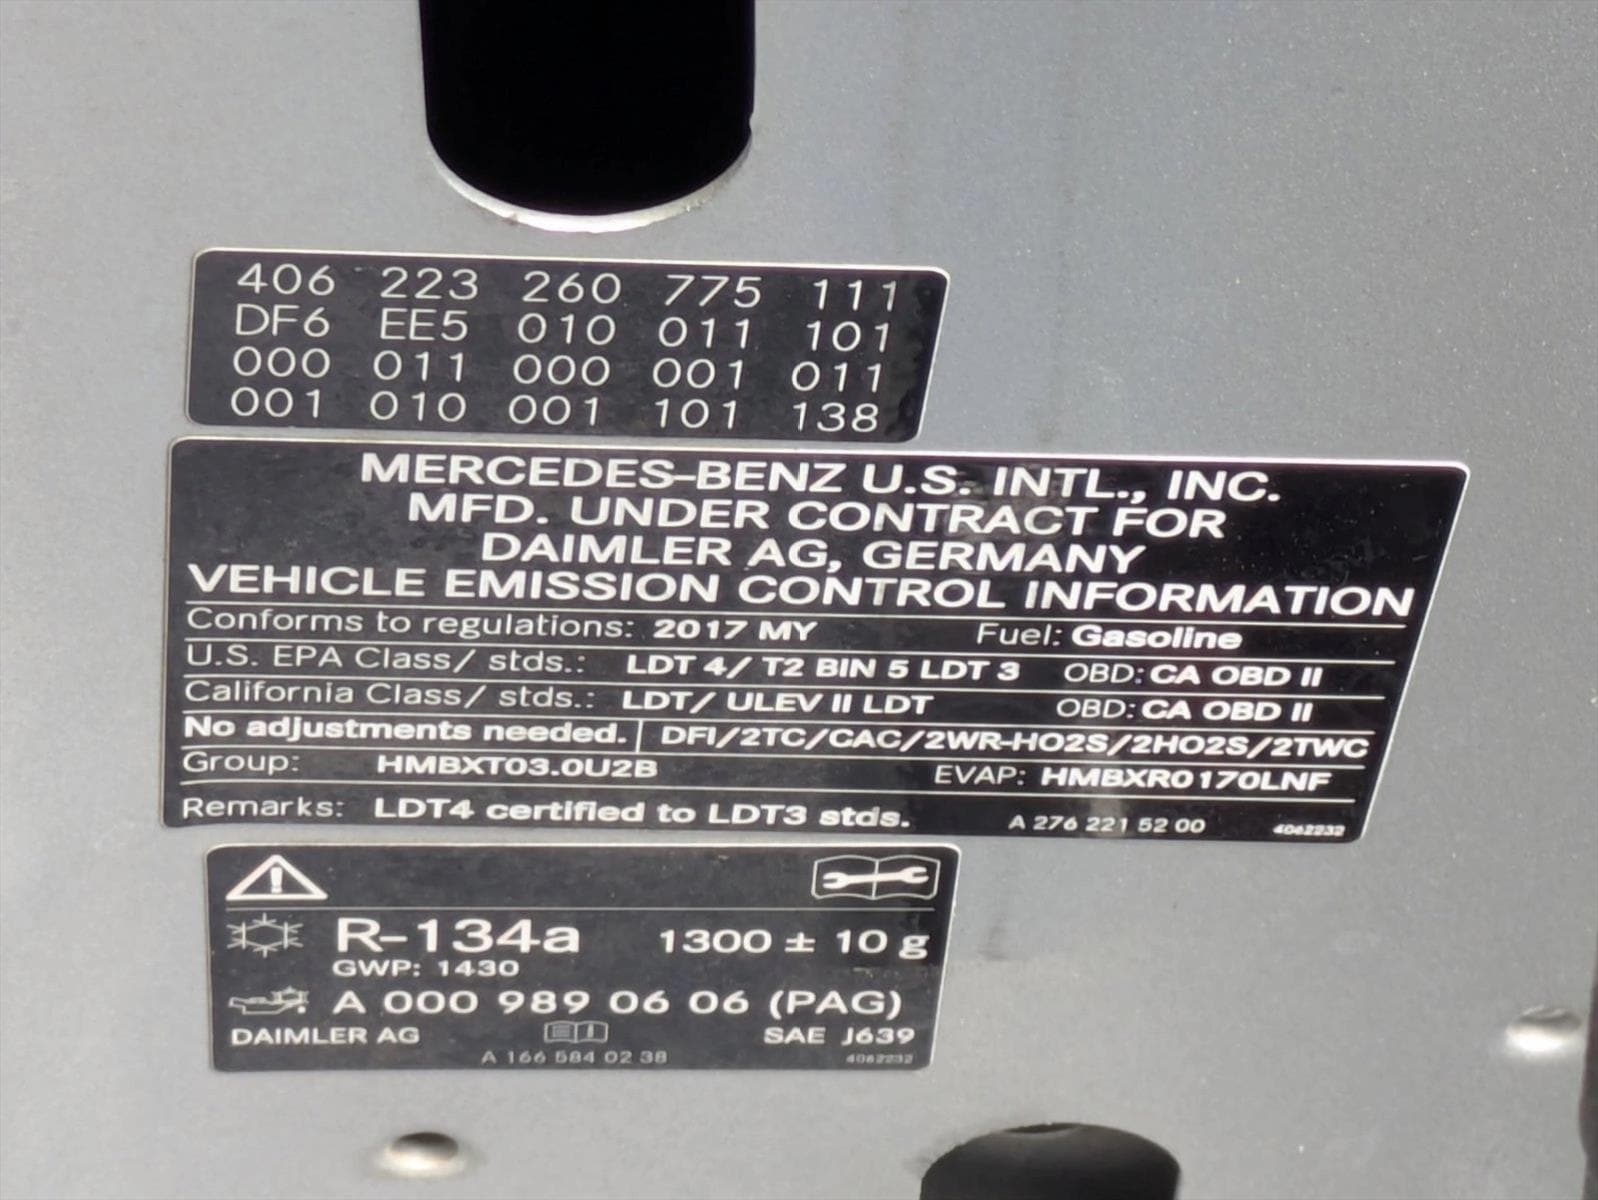 406 223 260 775 111
DF6 EE5 010 011 101
000 011 000 001 011
001 010 001 101 138
MERCEDES-BENZ U.S. INTL., INC.
MFD. UNDER CONTRACT FOR
DAIMLER AG, GERMANY
VEHICLE EMISSION CONTROL INFORMATION
Conforms to regulations: 2017 MY Fuel: Gasoline
U.S. EPA Class/ stds.: LDT 4/ T2 BIN 5 LDT 3 OBD: CA OBD II
California Class/ stds.: LDT/ ULEV II LDT OBD: CA OBD II
No adjustments needed. DFI/2TC/CAC/2WR-HO2S/2HO2S/2TWC
Group: HMBXT03.0U2B EVAP: HMBXR0170LNF
Remarks: LDT4 certified to LDT3 stds. A 276 221 52 00 4062232
R-134a 1300 ± 10 g
GWP: 1430
A 000 989 06 06 (PAG)
DAIMLER AG SAE J639
A 166 584 02 38 4062232